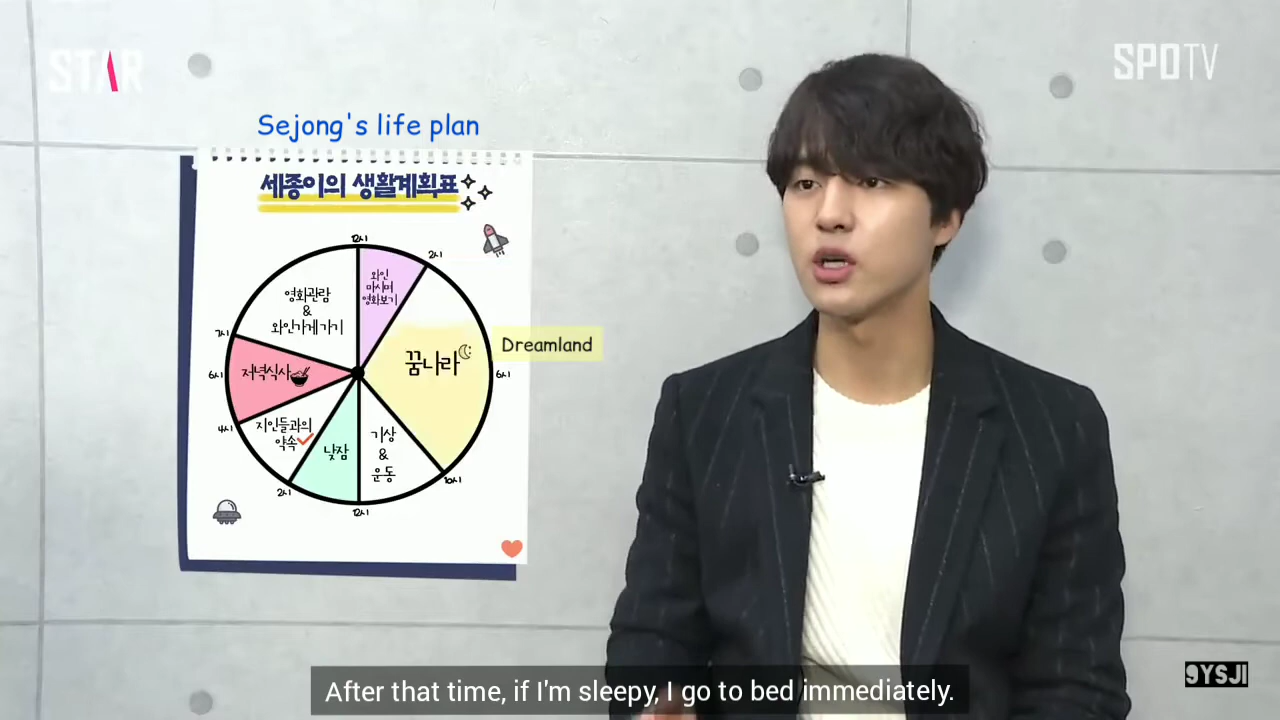 STAR
SPOTV
Sejong's life plan
세종이의 생활계획표
12시
2시
와인
마시며
영화보기
영화관람
&
와인가게 가기
7시
꿈나라
Dreamland
6시
저녁식사
6시
4시
지인들과의
약속
낮잠
기상
&
운동
10시
2시
12시
After that time, if I'm sleepy, I go to bed immediately.
9YSJI